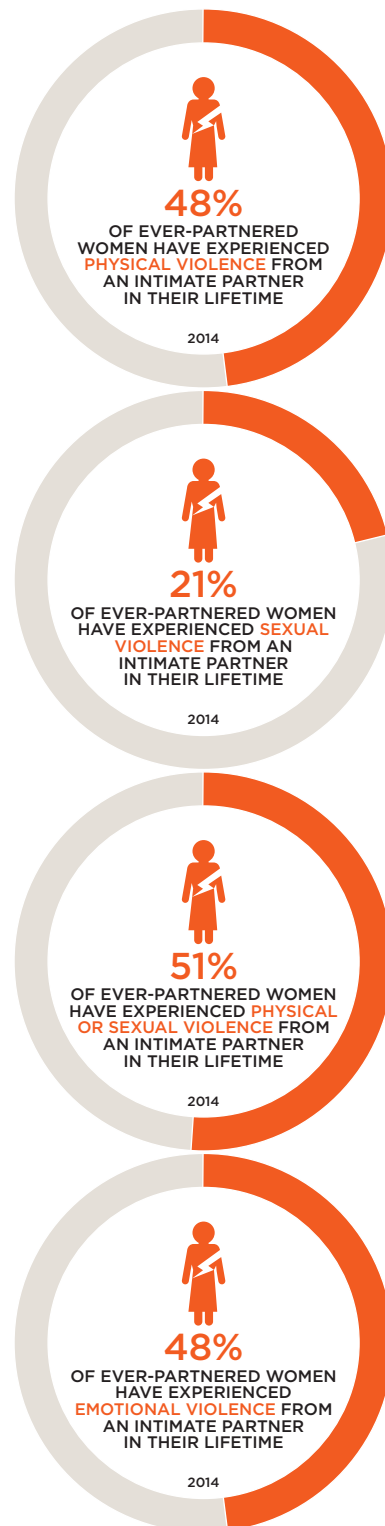 48%
OF EVER-PARTNERED
WOMEN HAVE EXPERIENCED
PHYSICAL VIOLENCE FROM
AN INTIMATE PARTNER
IN THEIR LIFETIME
2014
21%
OF EVER-PARTNERED WOMEN
HAVE EXPERIENCED SEXUAL
VIOLENCE FROM AN
INTIMATE PARTNER
IN THEIR LIFETIME
2014
51%
OF EVER-PARTNERED WOMEN
HAVE EXPERIENCED PHYSICAL
OR SEXUAL VIOLENCE FROM
AN INTIMATE PARTNER
IN THEIR LIFETIME
2014
48%
OF EVER-PARTNERED WOMEN
HAVE EXPERIENCED
EMOTIONAL VIOLENCE FROM
AN INTIMATE PARTNER
IN THEIR LIFETIME
2014